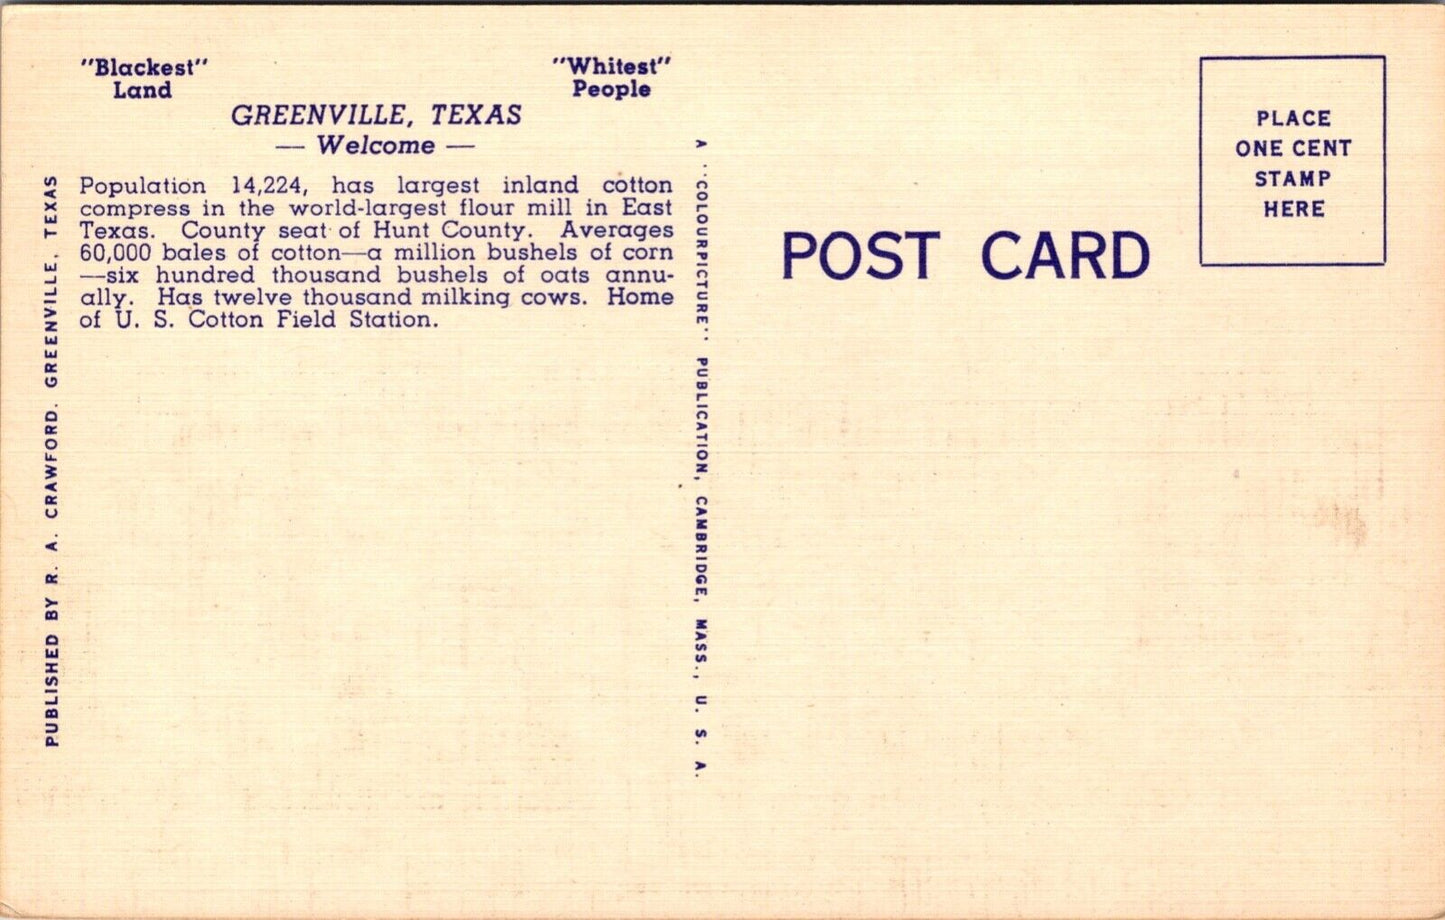 "Blackest"
Land
"Whitest"
People
GREENVILLE, TEXAS
— Welcome —
Population 14,224, has largest inland cotton
compress in the world-largest flour mill in East
Texas. County seat of Hunt County. Averages
60,000 bales of cotton—a million bushels of corn
—six hundred thousand bushels of oats annu-
ally. Has twelve thousand milking cows. Home
of U. S. Cotton Field Station.
PUBLISHED BY R. A. CRAWFORD. GREENVILLE, TEXAS
A "COLOURPICTURE" PUBLICATION, CAMBRIDGE, MASS., U. S. A.
POST CARD
PLACE
ONE CENT
STAMP
HERE